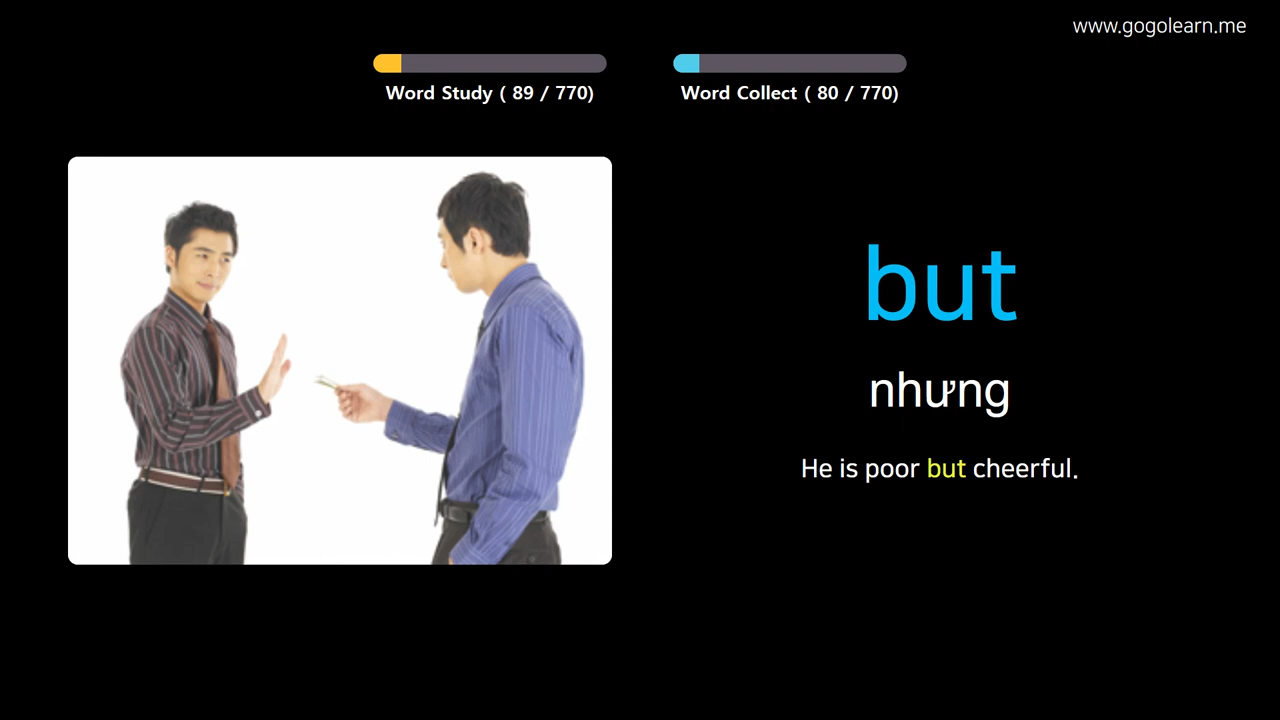 www.gogolearn.me
Word Study ( 89 / 770)
Word Collect ( 80 / 770)
but
nhưng
He is poor but cheerful.